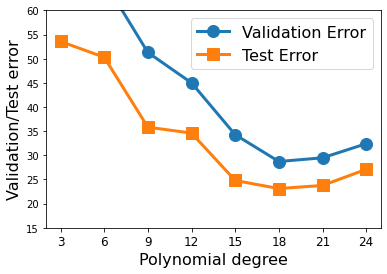 Validation Error
Test Error
Validation/Test error
60
55
50
45
40
35
30
25
20
15
3 6 9 12 15 18 21 24
Polynomial degree